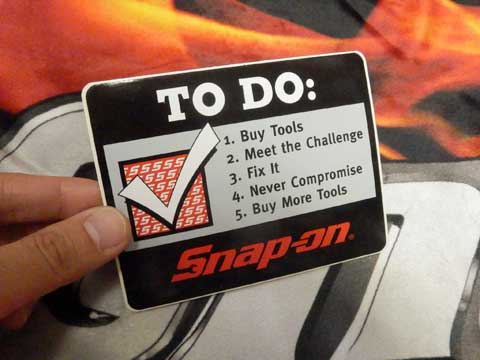 TO DO:
1. Buy Tools
2. Meet the Challenge
3. Fix It
4. Never Compromise
5. Buy More Tools
Snap-on®